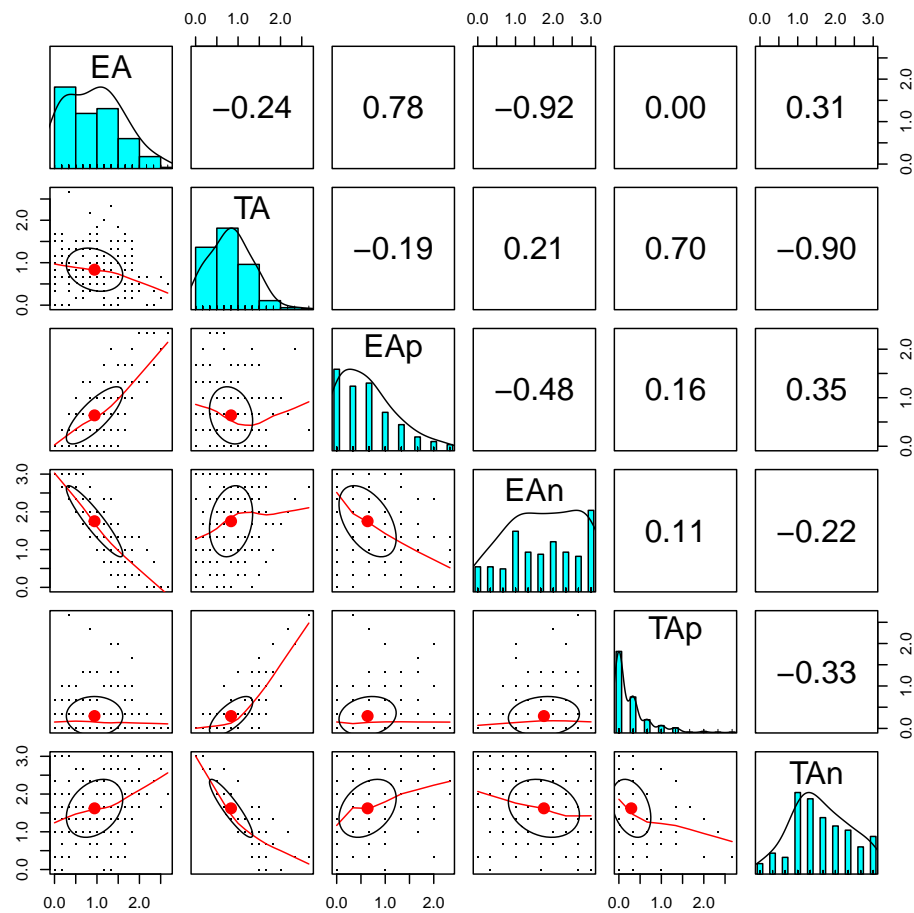 0.0 1.0 2.0 0.0 1.0 2.0 3.0 0.0 1.0 2.0 3.0
EA −0.24 0.78 −0.92 0.00 0.31 0.0 1.0 2.0
0.0 1.0 2.0 TA −0.19 0.21 0.70 −0.90
EAp −0.48 0.16 0.35 0.0 1.0 2.0
0.0 1.0 2.0 3.0 EAn 0.11 −0.22
TAp −0.33 0.0 1.0 2.0
0.0 1.0 2.0 3.0 TAn
0.0 1.0 2.0 0.0 1.0 2.0 0.0 1.0 2.0